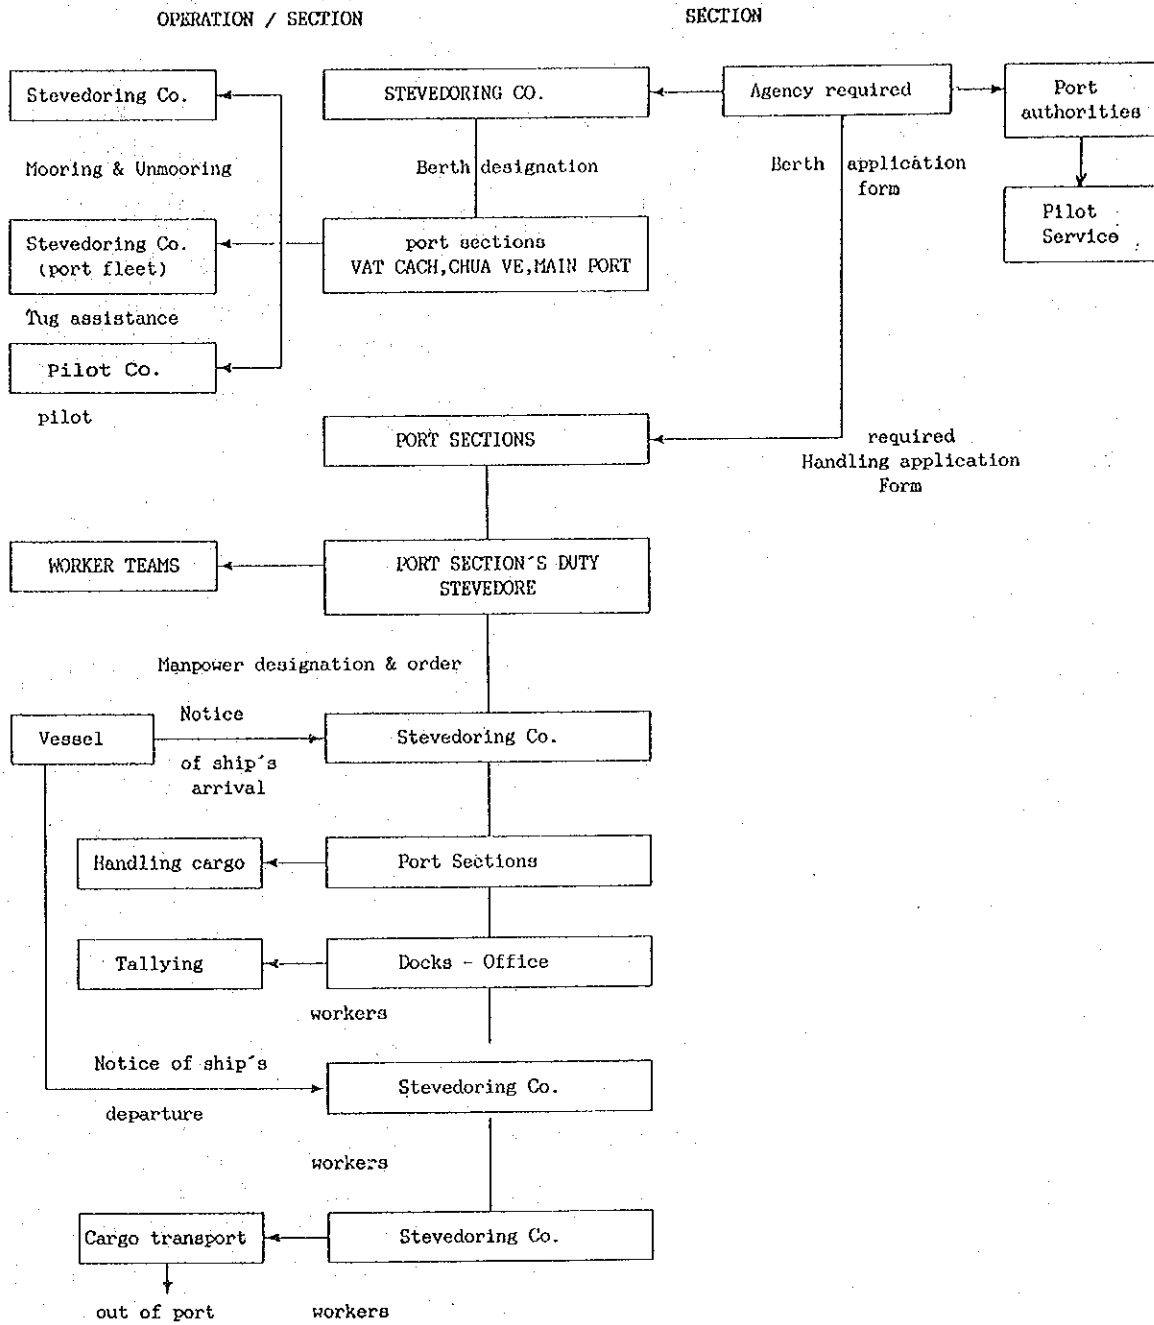 OPERATION / SECTION
SECTION
Stevedoring Co.
STEVEDORING CO.
Agency required
Port
authorities
Mooring & Unmooring
Berth designation
Berth application
form
Pilot
Service
Stevedoring Co.
(port fleet)
port sections
VAT CACH,CHUA VE,MAIN PORT
Tug assistance
Pilot Co.
pilot
PORT SECTIONS
required
Handling application
Form
WORKER TEAMS
PORT SECTION'S DUTY
STEVEDORE
Manpower designation & order
Notice
Vessel
Stevedoring Co.
of ship's
arrival
Handling cargo
Port Sections
Tallying
Docks - Office
workers
Notice of ship's
Stevedoring Co.
departure
workers
Cargo transport
Stevedoring Co.
out of port
workers